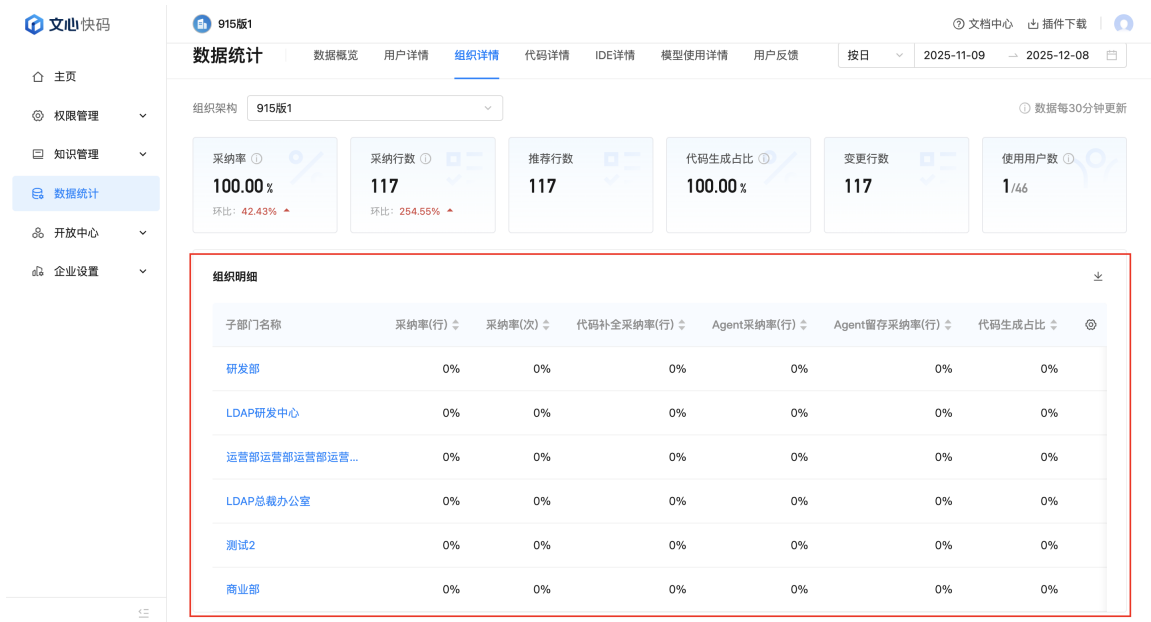 文心快码
915版1
文档中心
插件下载
主页
权限管理
知识管理
数据统计
开放中心
企业设置
数据统计
数据概览
用户详情
组织详情
代码详情
IDE详情
模型使用详情
用户反馈
按日
2025-11-09
→
2025-12-08
组织架构
915版1
数据每30分钟更新
采纳率
100.00 %
环比: 42.43%
采纳行数
117
环比: 254.55%
推荐行数
117
代码生成占比
100.00 %
变更行数
117
使用用户数
1/46
组织明细
子部门名称 采纳率(行) 采纳率(次) 代码补全采纳率(行) Agent采纳率(行) Agent留存采纳率(行) 代码生成占比
研发部 0% 0% 0% 0% 0% 0%
LDAP研发中心 0% 0% 0% 0% 0% 0%
运营部运营部运营部运营... 0% 0% 0% 0% 0% 0%
LDAP总裁办公室 0% 0% 0% 0% 0% 0%
测试2 0% 0% 0% 0% 0% 0%
商业部 0% 0% 0% 0% 0% 0%